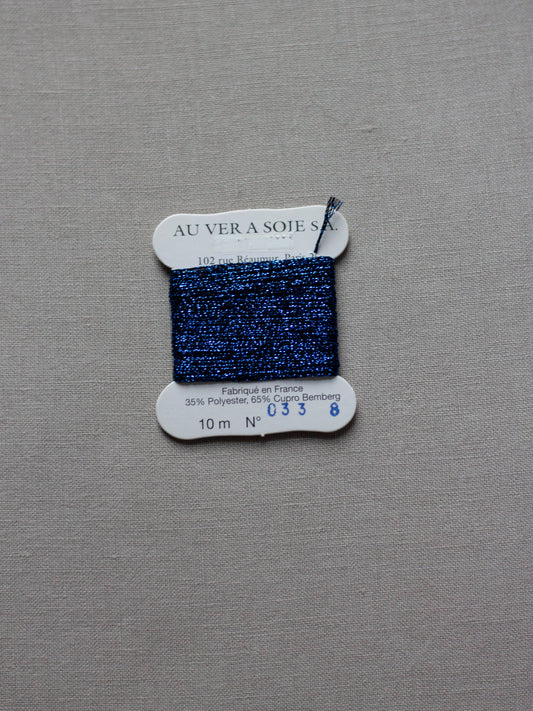 AU VER A SOIE S.A.
102 rue Réaumur, Paris
Fabriqué en France
35% Polyester, 65% Cupro Bemberg
10 m N° 033 8